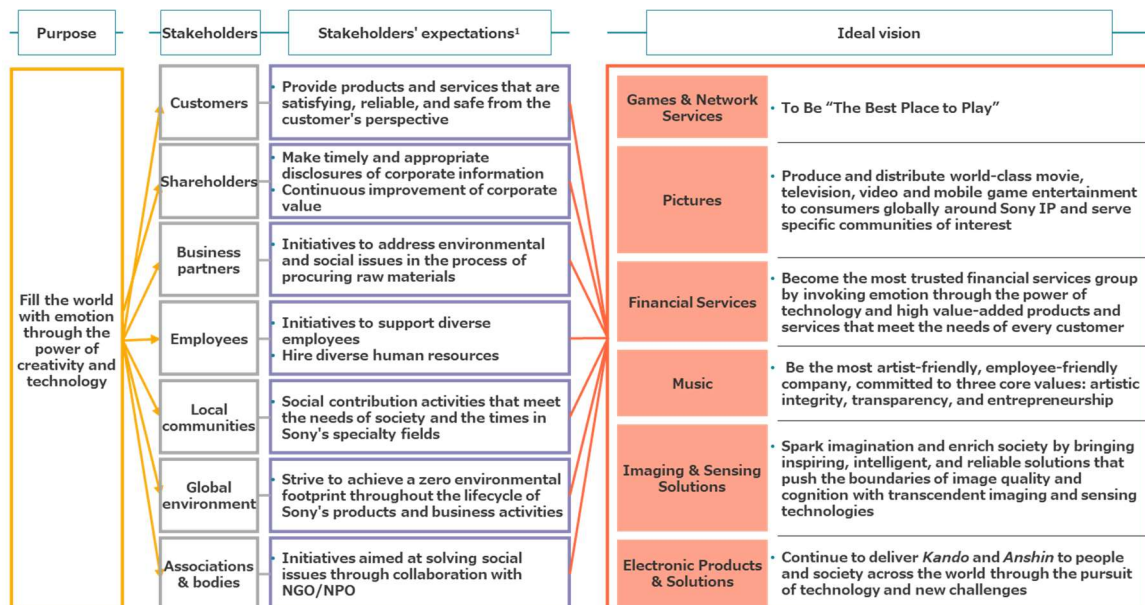 Purpose
Stakeholders
Stakeholders' expectations¹
Ideal vision
Fill the world
with emotion
through the
power of
creativity and
technology
Customers
• Provide products and services that are
satisfying, reliable, and safe from the
customer's perspective
Shareholders
• Make timely and appropriate
disclosures of corporate information
• Continuous improvement of corporate
value
Business
partners
• Initiatives to address environmental
and social issues in the process of
procuring raw materials
Employees
• Initiatives to support diverse
employees
• Hire diverse human resources
Local
communities
• Social contribution activities that meet
the needs of society and the times in
Sony's specialty fields
Global
environment
• Strive to achieve a zero environmental
footprint throughout the lifecycle of
Sony's products and business activities
Associations
& bodies
• Initiatives aimed at solving social
issues through collaboration with
NGO/NPO
Games & Network
Services
• To Be “The Best Place to Play”
Pictures
• Produce and distribute world-class movie,
television, video and mobile game entertainment
to consumers globally around Sony IP and serve
specific communities of interest
Financial Services
• Become the most trusted financial services group
by invoking emotion through the power of
technology and high value-added products and
services that meet the needs of every customer
Music
• Be the most artist-friendly, employee-friendly
company, committed to three core values: artistic
integrity, transparency, and entrepreneurship
Imaging & Sensing
Solutions
• Spark imagination and enrich society by bringing
inspiring, intelligent, and reliable solutions that
push the boundaries of image quality and
cognition with transcendent imaging and sensing
technologies
Electronic Products
& Solutions
• Continue to deliver Kando and Anshin to people
and society across the world through the pursuit
of technology and new challenges